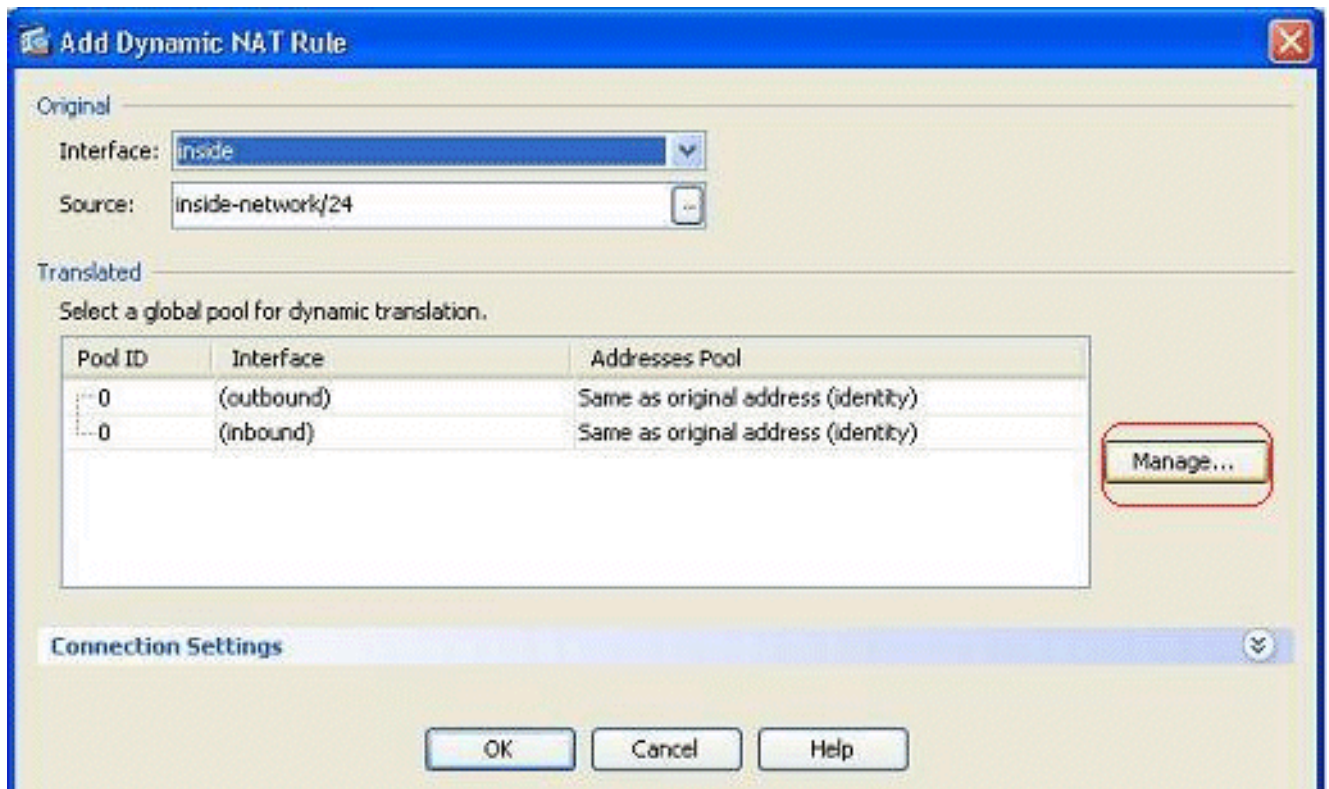 Add Dynamic NAT Rule
Original
Interface: inside
Source: inside-network/24 ...
Translated
Select a global pool for dynamic translation.
Pool ID Interface Addresses Pool
0 (outbound) Same as original address (identity)
0 (inbound) Same as original address (identity)
Manage...
Connection Settings
OK Cancel Help